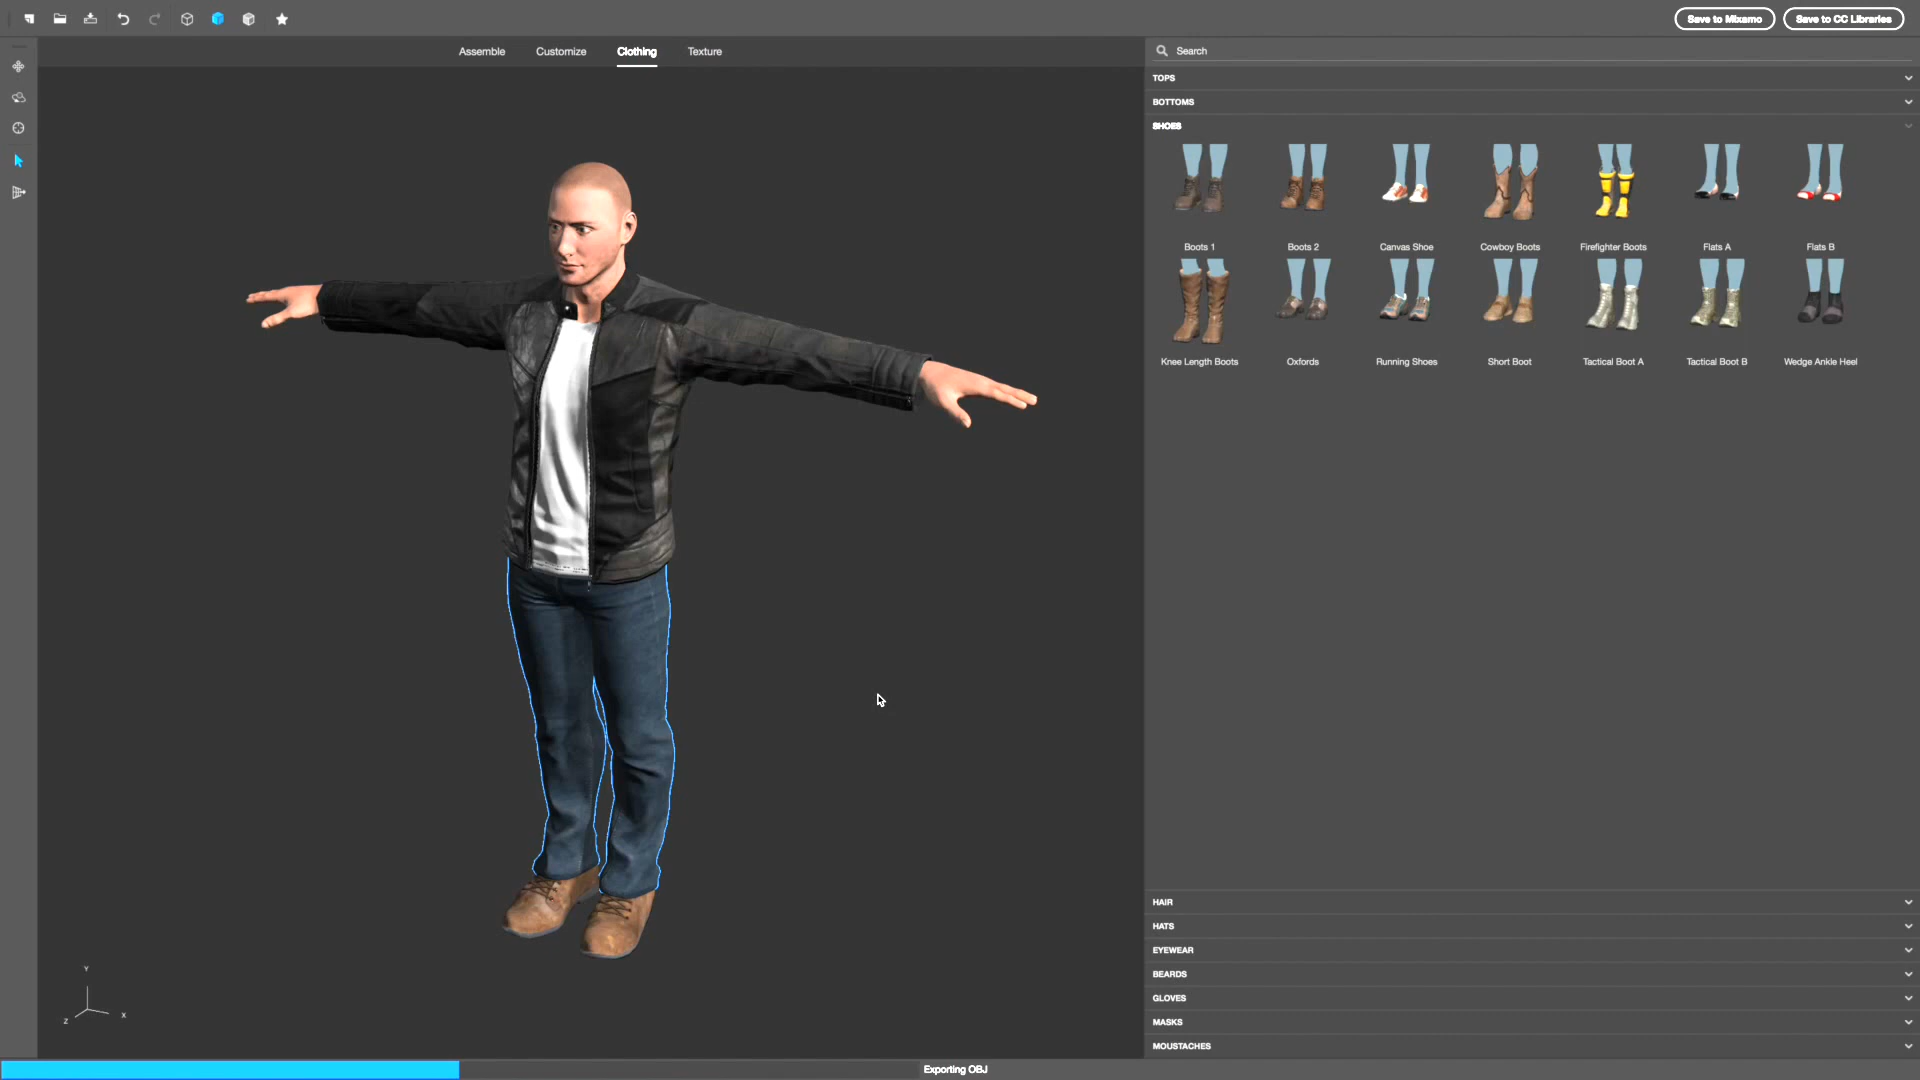 Save to Mixamo
Save to CC Libraries
Assemble
Customize
Clothing
Texture
Search
TOPS
BOTTOMS
SHOES
Boots 1
Boots 2
Canvas Shoe
Cowboy Boots
Firefighter Boots
Flats A
Flats B
Knee Length Boots
Oxfords
Running Shoes
Short Boot
Tactical Boot A
Tactical Boot B
Wedge Ankle Heel
HAIR
HATS
EYEWEAR
BEARDS
GLOVES
MASKS
MOUSTACHES
Y
Z
X
Exporting OBJ